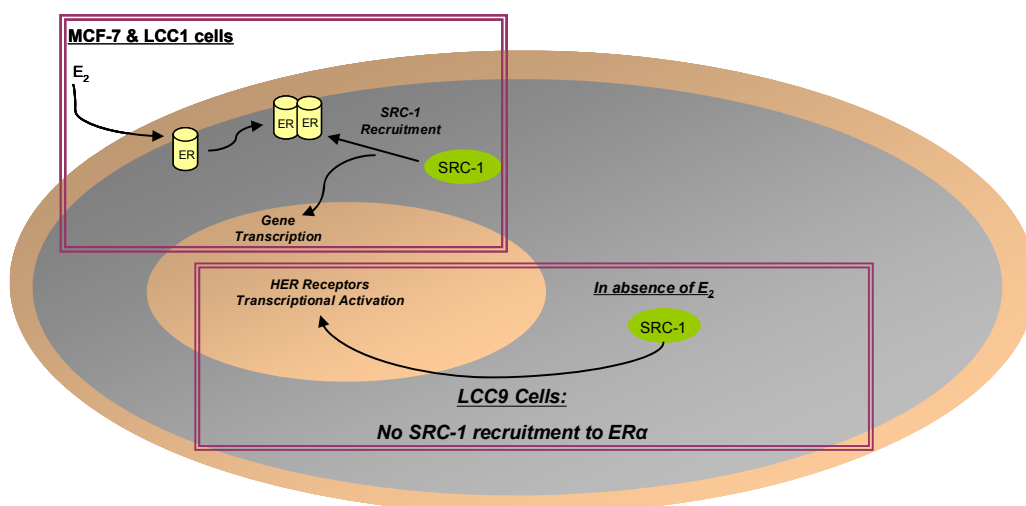 MCF-7 & LCC1 cells
E2
ER
ER ER
SRC-1
Recruitment
SRC-1
Gene
Transcription
HER Receptors
Transcriptional Activation
In absence of E2
SRC-1
LCC9 Cells:
No SRC-1 recruitment to ERα